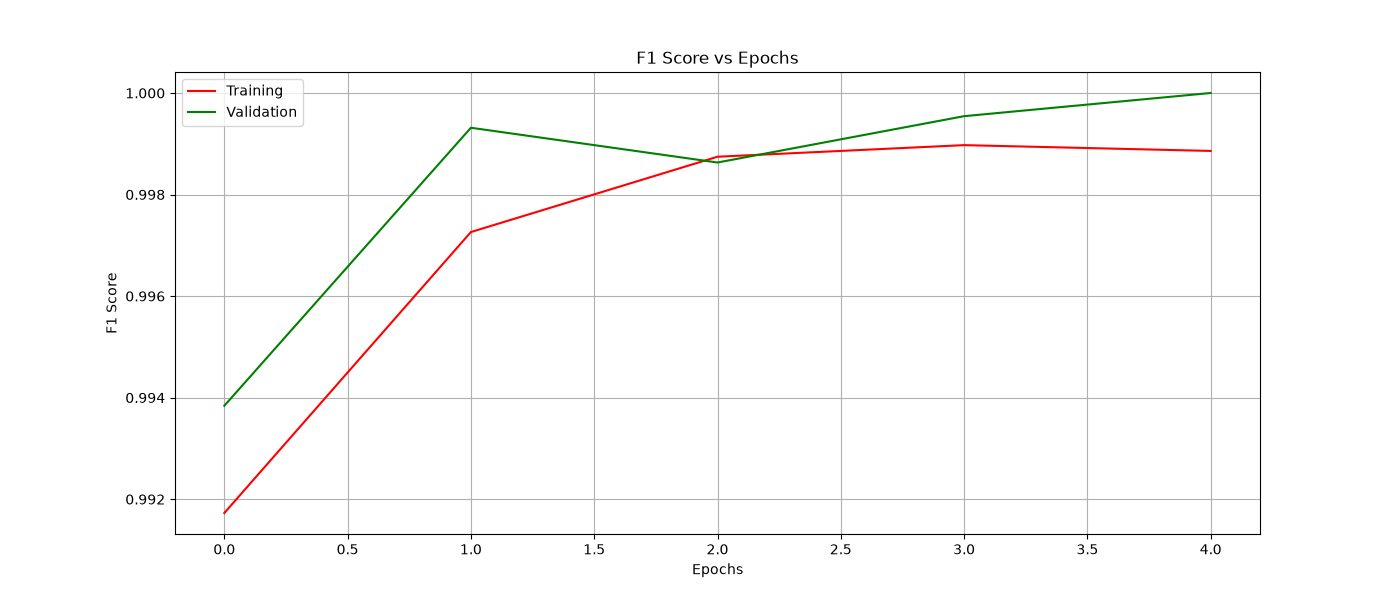 F1 Score vs Epochs
Training
Validation
1.000
0.998
0.996
0.994
0.992
F1 Score
0.0 0.5 1.0 1.5 2.0 2.5 3.0 3.5 4.0
Epochs